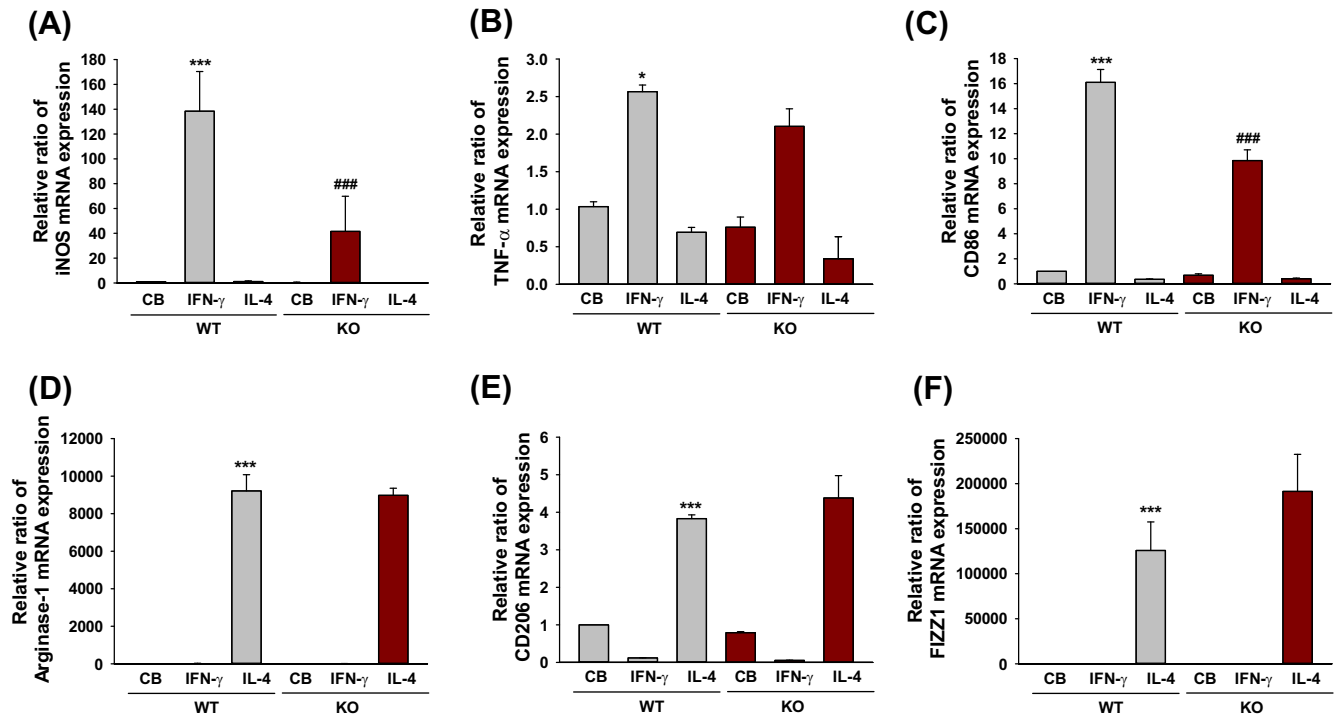 (A)
Relative ratio of
iNOS mRNA expression
180
160
140
120
100
80
60
40
20
0
***
###
CB IFN-γ IL-4 CB IFN-γ IL-4
WT KO
(B)
Relative ratio of
TNF-α mRNA expression
3.0
2.5
2.0
1.5
1.0
0.5
0.0
*
CB IFN-γ IL-4 CB IFN-γ IL-4
WT KO
(C)
Relative ratio of
CD86 mRNA expression
18
16
14
12
10
8
6
4
2
0
***
###
CB IFN-γ IL-4 CB IFN-γ IL-4
WT KO
(D)
Relative ratio of
Arginase-1 mRNA expression
12000
10000
8000
6000
4000
2000
0
***
CB IFN-γ IL-4 CB IFN-γ IL-4
WT KO
(E)
Relative ratio of
CD206 mRNA expression
6
5
4
3
2
1
0
***
CB IFN-γ IL-4 CB IFN-γ IL-4
WT KO
(F)
Relative ratio of
FIZZ1 mRNA expression
250000
200000
150000
100000
50000
0
***
CB IFN-γ IL-4 CB IFN-γ IL-4
WT KO